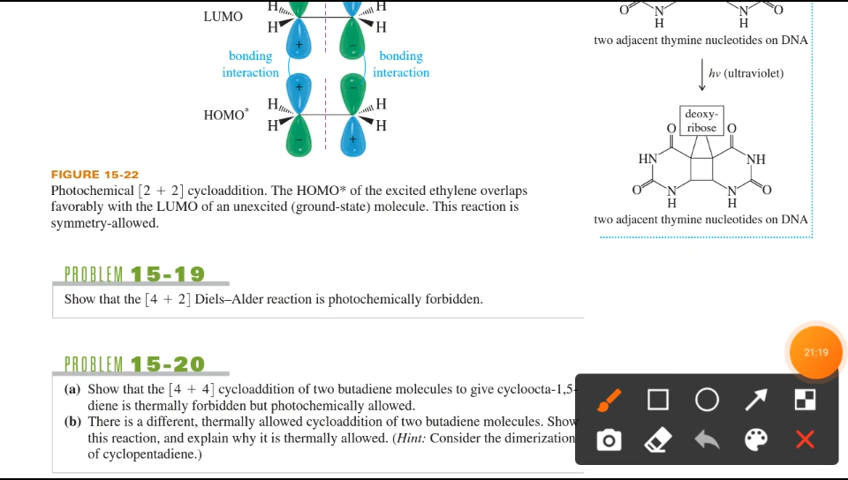 LUMO
H
H
H
H
+
bonding
interaction
bonding
interaction
+
−
HOMO*
H
H
H
H
−
+
FIGURE 15-22
Photochemical [2 + 2] cycloaddition. The HOMO* of the excited ethylene overlaps
favorably with the LUMO of an unexcited (ground-state) molecule. This reaction is
symmetry-allowed.
PROBLEM 15-19
Show that the [4 + 2] Diels–Alder reaction is photochemically forbidden.
PROBLEM 15-20
(a) Show that the [4 + 4] cycloaddition of two butadiene molecules to give cycloocta-1,5-
diene is thermally forbidden but photochemically allowed.
(b) There is a different, thermally allowed cycloaddition of two butadiene molecules. Show
this reaction, and explain why it is thermally allowed. (Hint: Consider the dimerization
of cyclopentadiene.)
O N N O
H H
two adjacent thymine nucleotides on DNA
hν (ultraviolet)
deoxy-
ribose
O O
HN NH
O N N O
H H
two adjacent thymine nucleotides on DNA
21:19